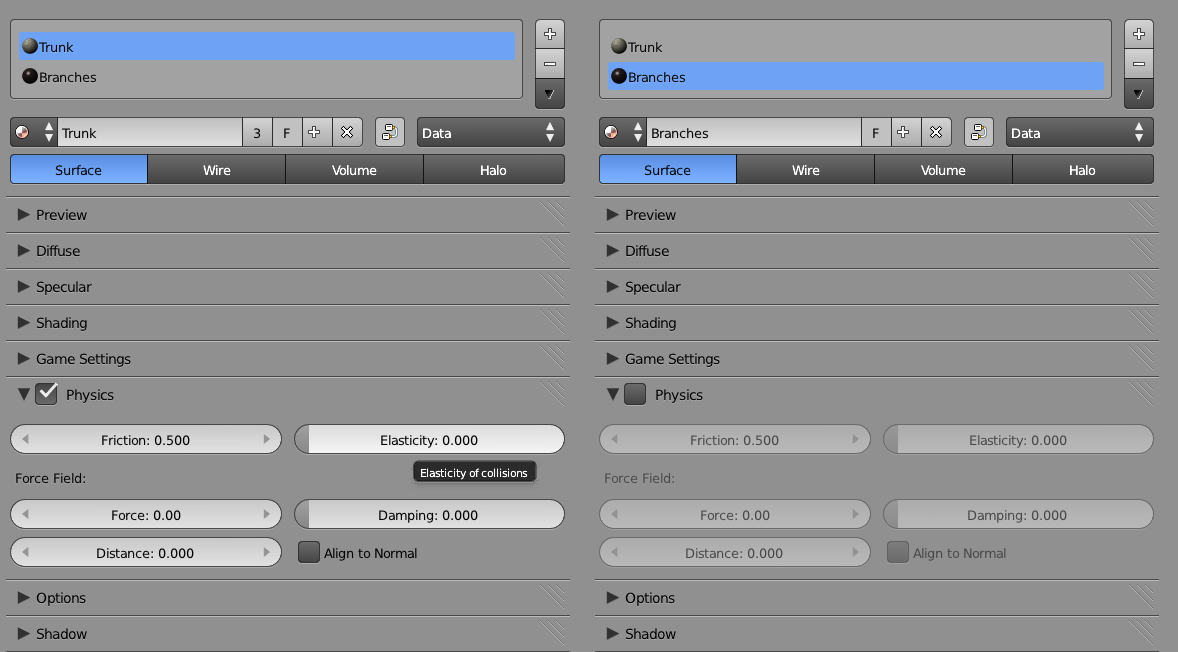 Trunk
Branches
Trunk 3 F Data
Surface Wire Volume Halo
Preview
Diffuse
Specular
Shading
Game Settings
Physics
Friction: 0.500 Elasticity: 0.000
Elasticity of collisions
Force Field:
Force: 0.00 Damping: 0.000
Distance: 0.000 Align to Normal
Options
Shadow
Trunk
Branches
Branches F Data
Surface Wire Volume Halo
Preview
Diffuse
Specular
Shading
Game Settings
Physics
Friction: 0.500 Elasticity: 0.000
Force Field:
Force: 0.00 Damping: 0.000
Distance: 0.000 Align to Normal
Options
Shadow